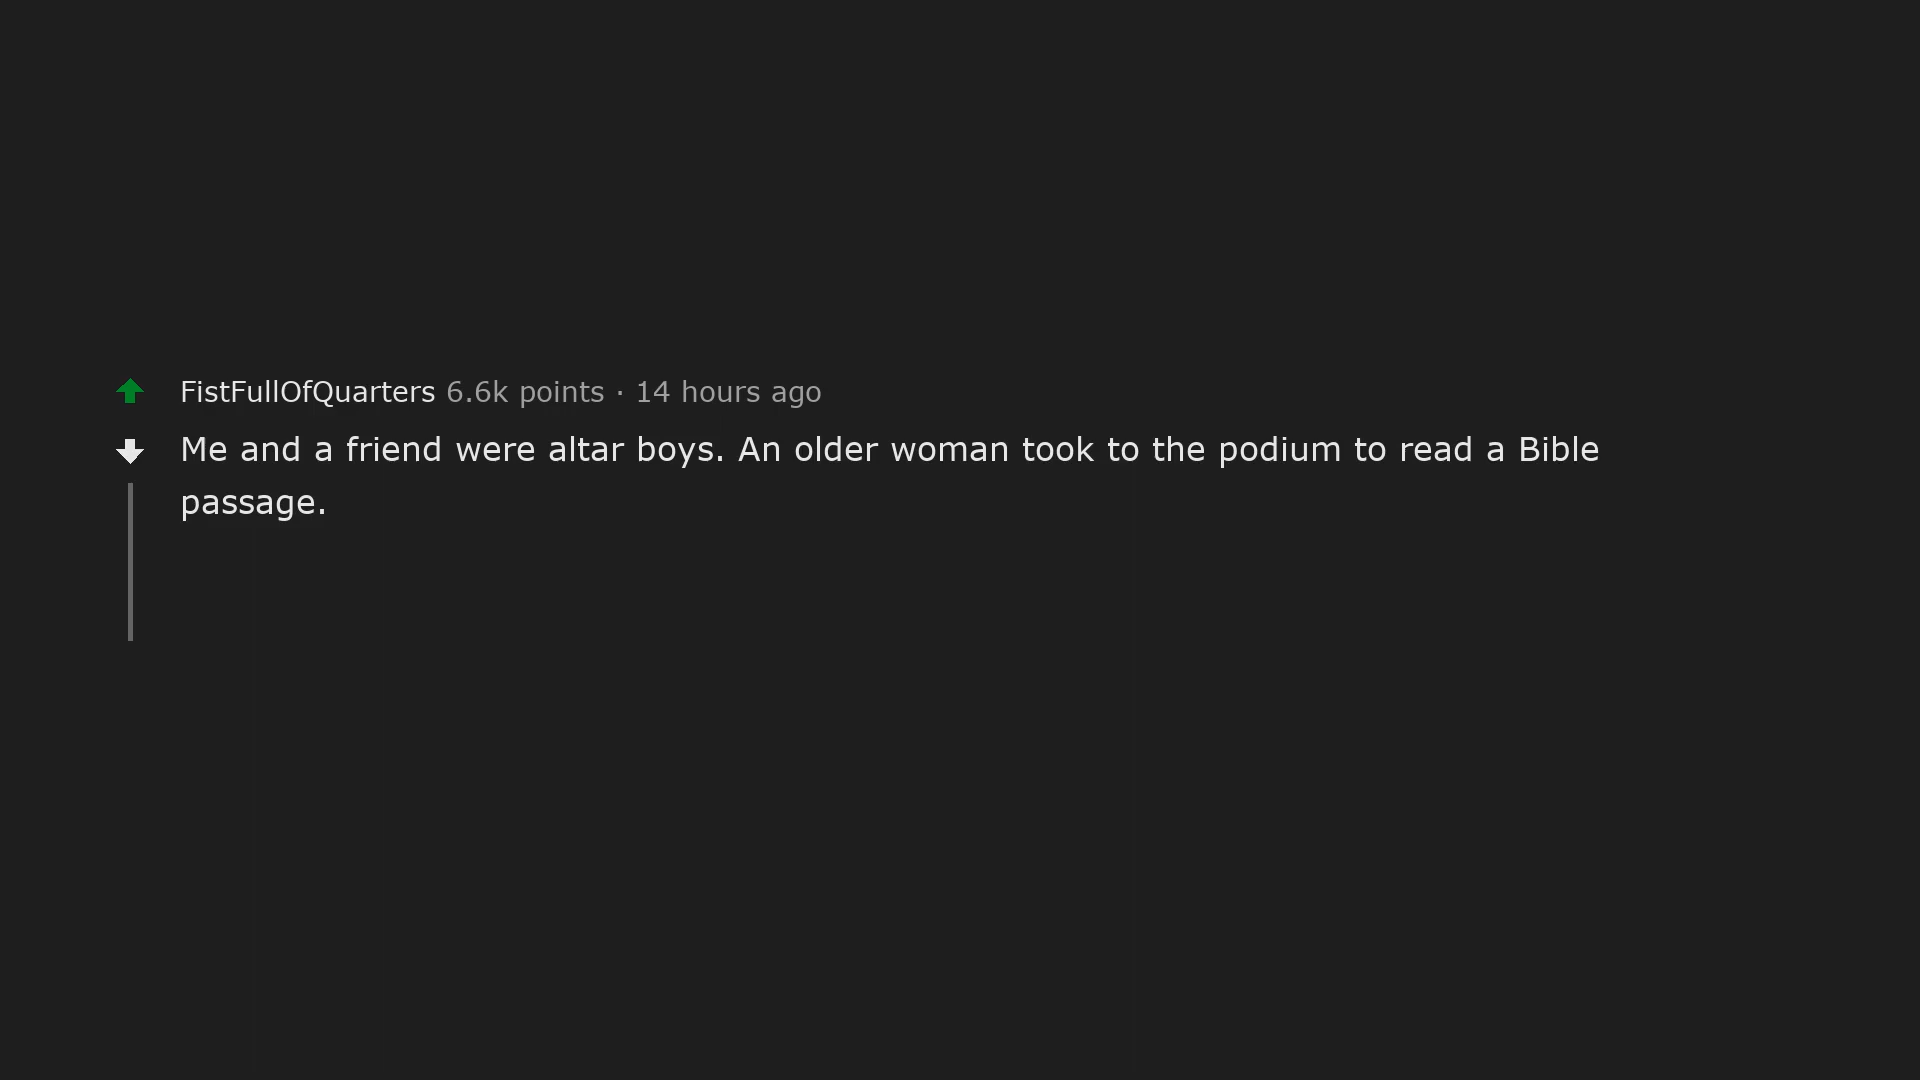 FistFullOfQuarters 6.6k points · 14 hours ago
Me and a friend were altar boys. An older woman took to the podium to read a Bible
passage.